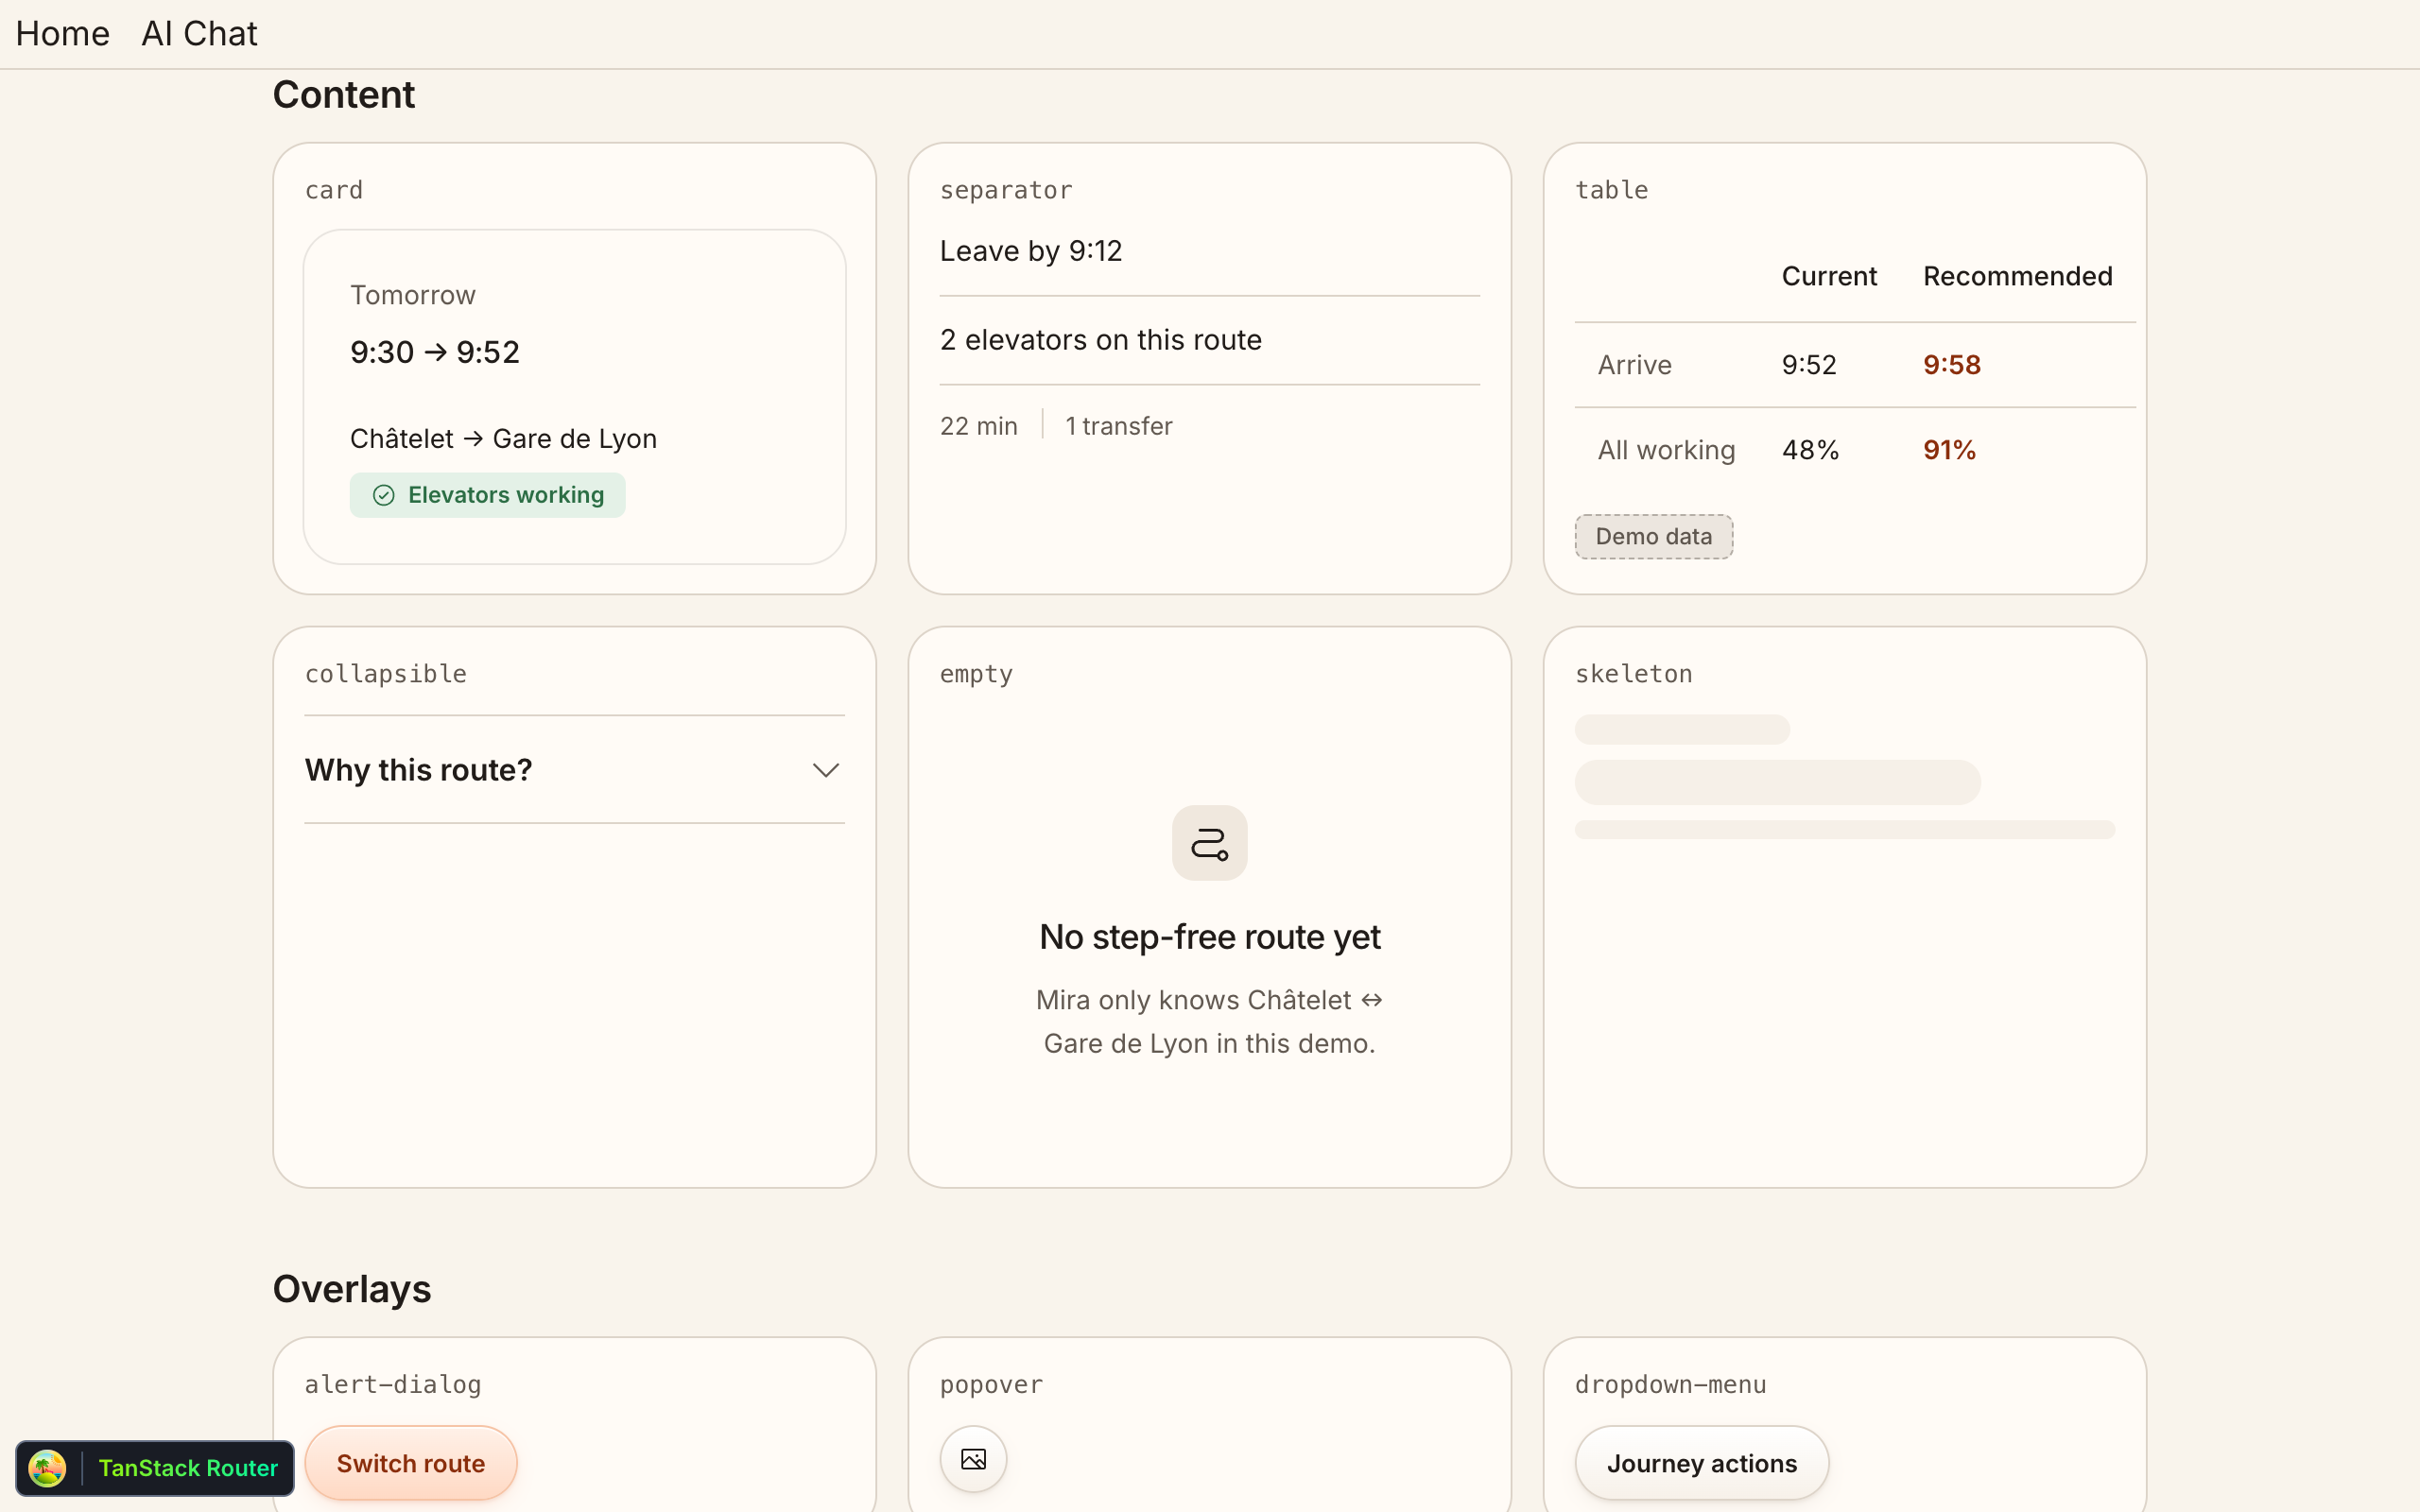 Home AI Chat
Content
card
Tomorrow
9:30 → 9:52
Châtelet → Gare de Lyon
Elevators working
separator
Leave by 9:12
2 elevators on this route
22 min 1 transfer
table
Current Recommended
Arrive 9:52 9:58
All working 48% 91%
Demo data
collapsible
Why this route?
empty
No step-free route yet
Mira only knows Châtelet ↔
Gare de Lyon in this demo.
skeleton
Overlays
alert-dialog
Switch route
popover
dropdown-menu
Journey actions
TanStack Router